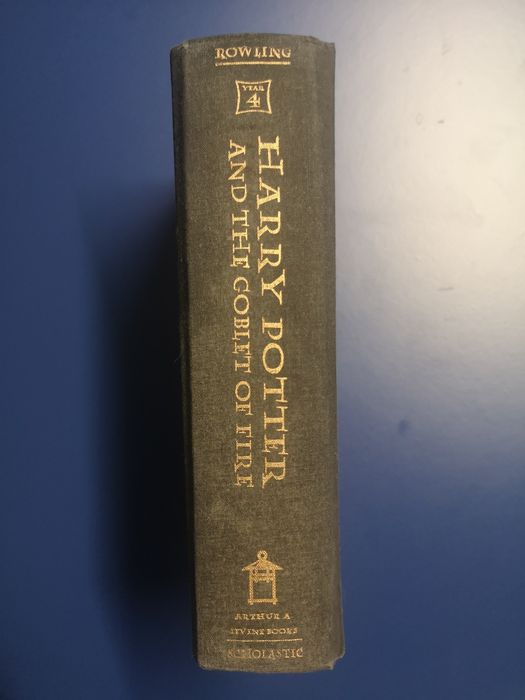 ROWLING
YEAR
4
HARRY POTTER
AND THE GOBLET OF FIRE
ARTHUR A
LEVINE BOOKS
SCHOLASTIC